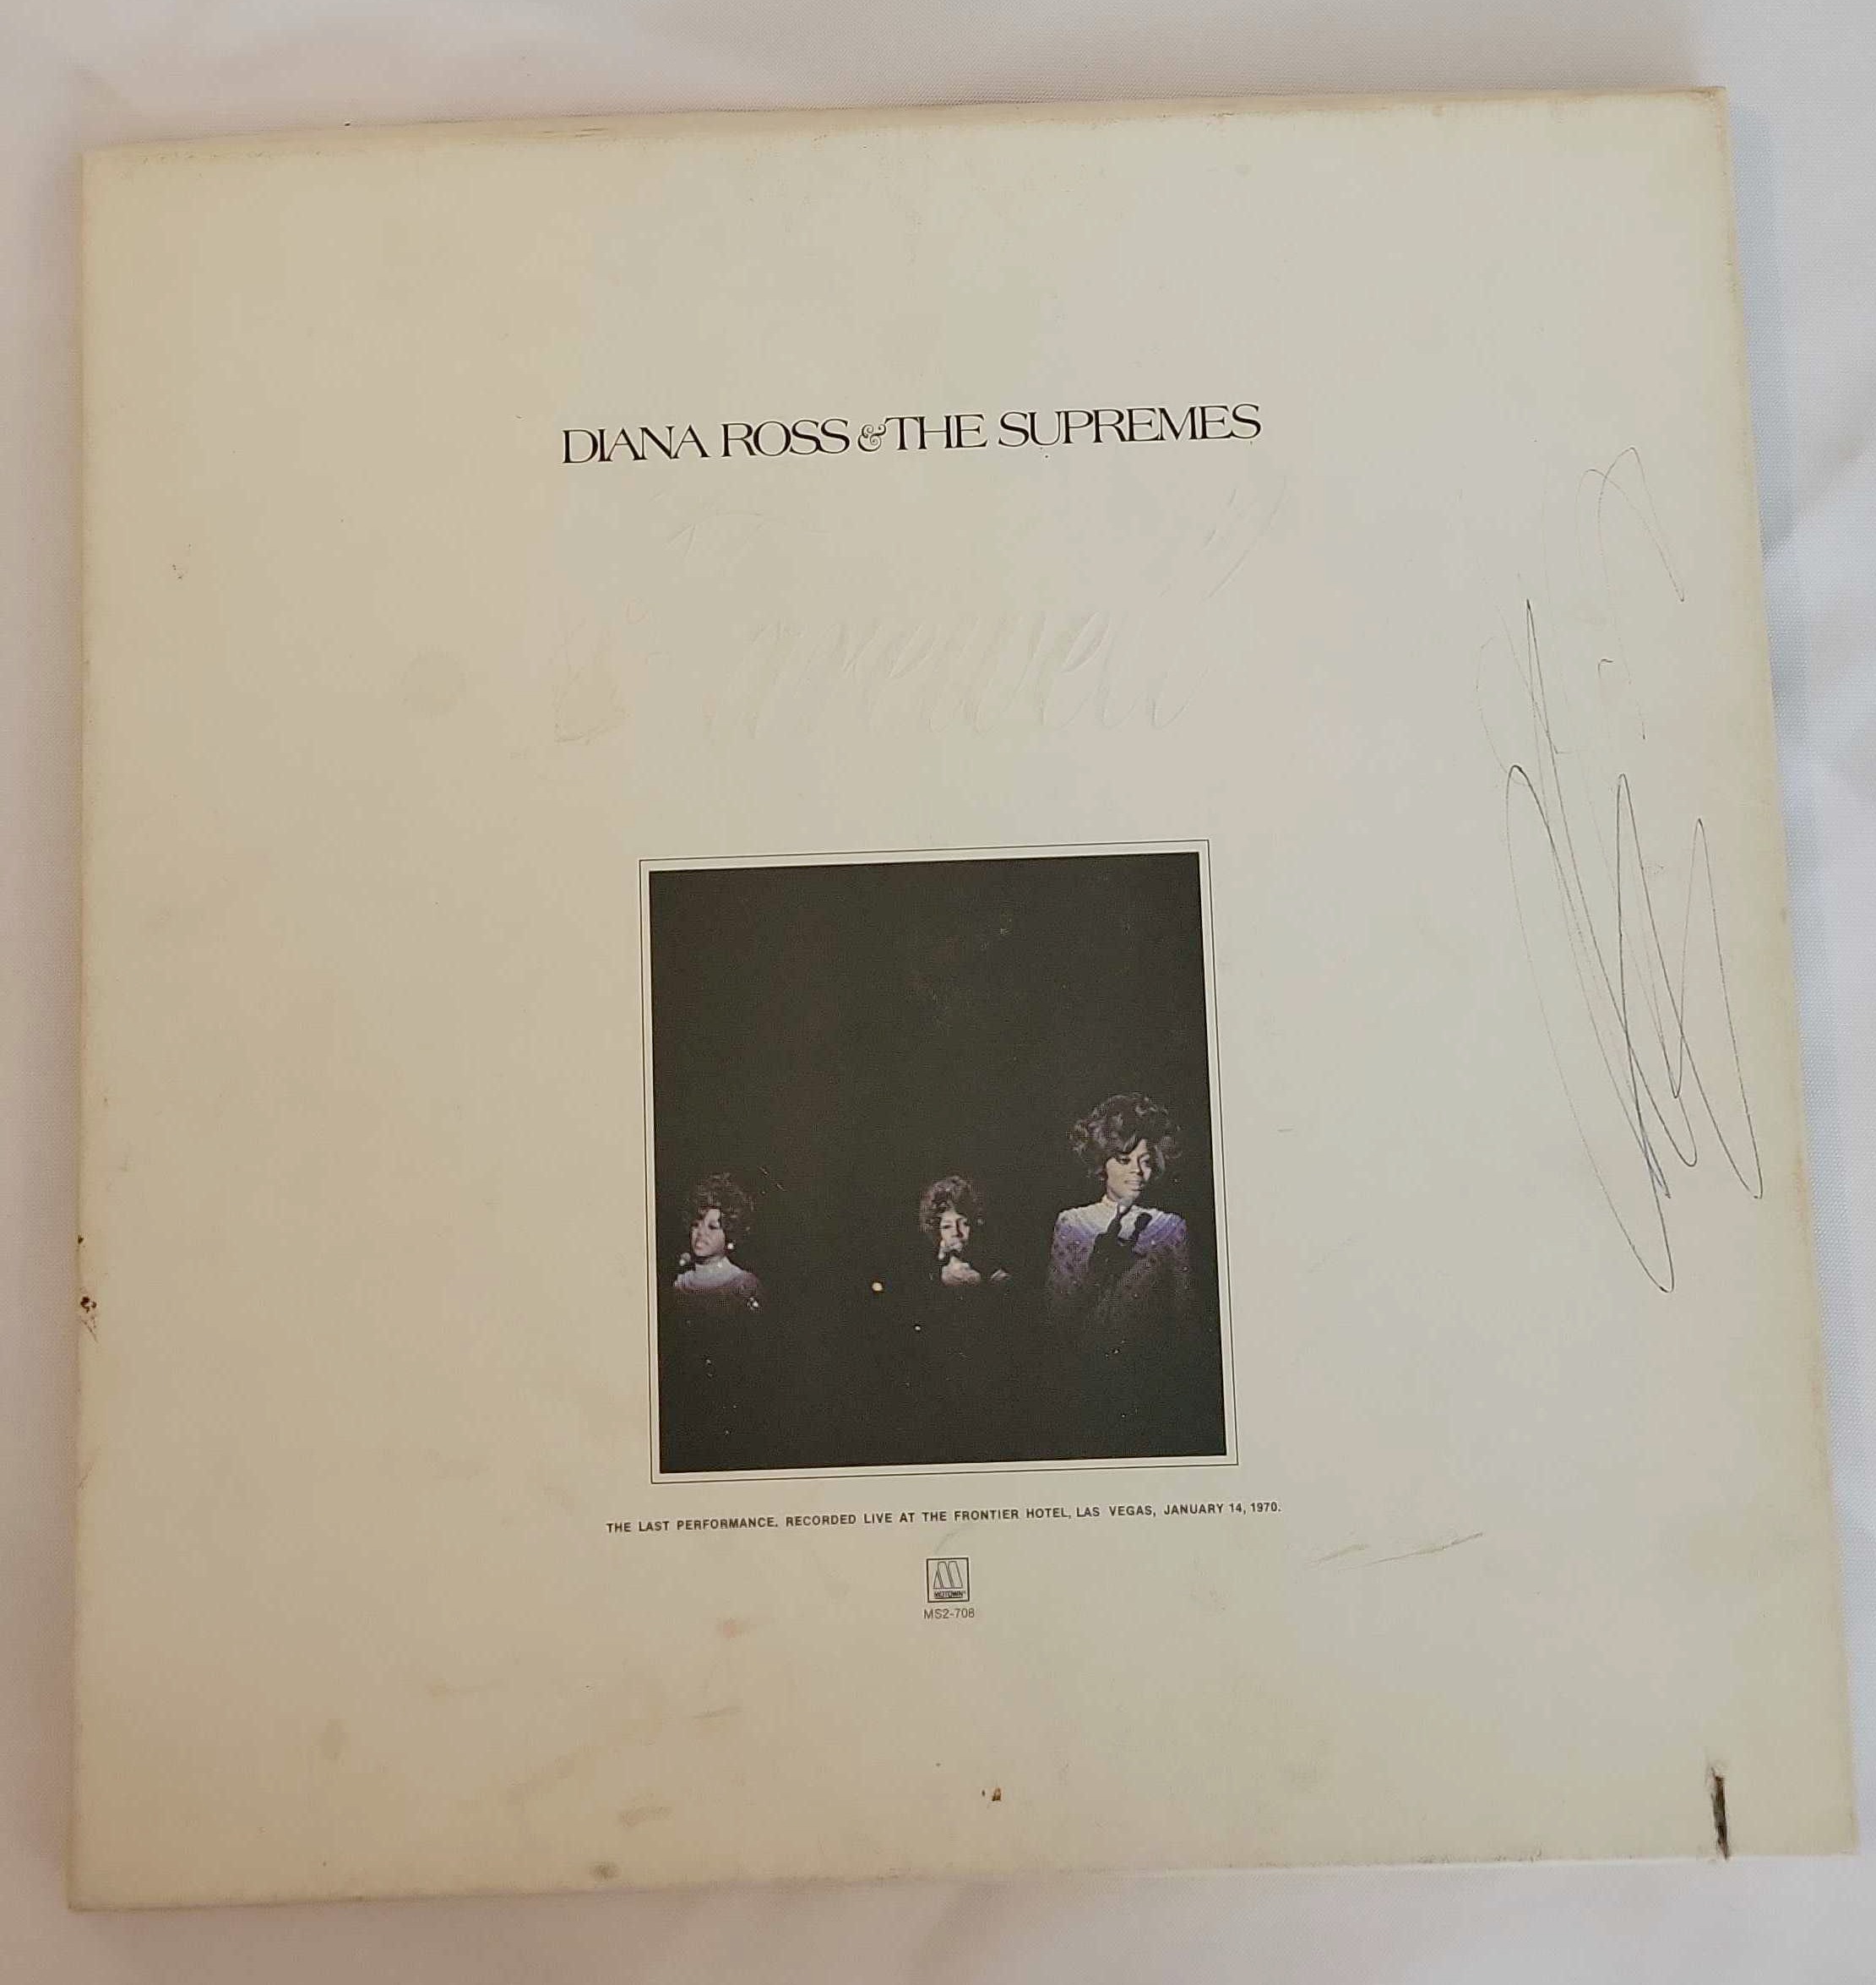 DIANA ROSS & THE SUPREMES
THE LAST PERFORMANCE. RECORDED LIVE AT THE FRONTIER HOTEL, LAS VEGAS, JANUARY 14, 1970.
MOTOWN
MS2-708